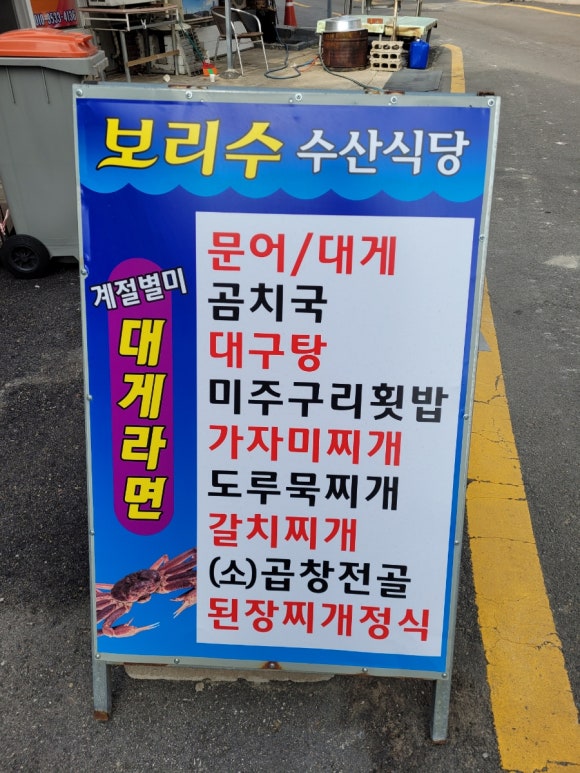 보리수 수산식당
계절별미
대게라면
문어/대게
곰치국
대구탕
미주구리횟밥
가자미찌개
도루묵찌개
갈치찌개
(소)곱창전골
된장찌개정식